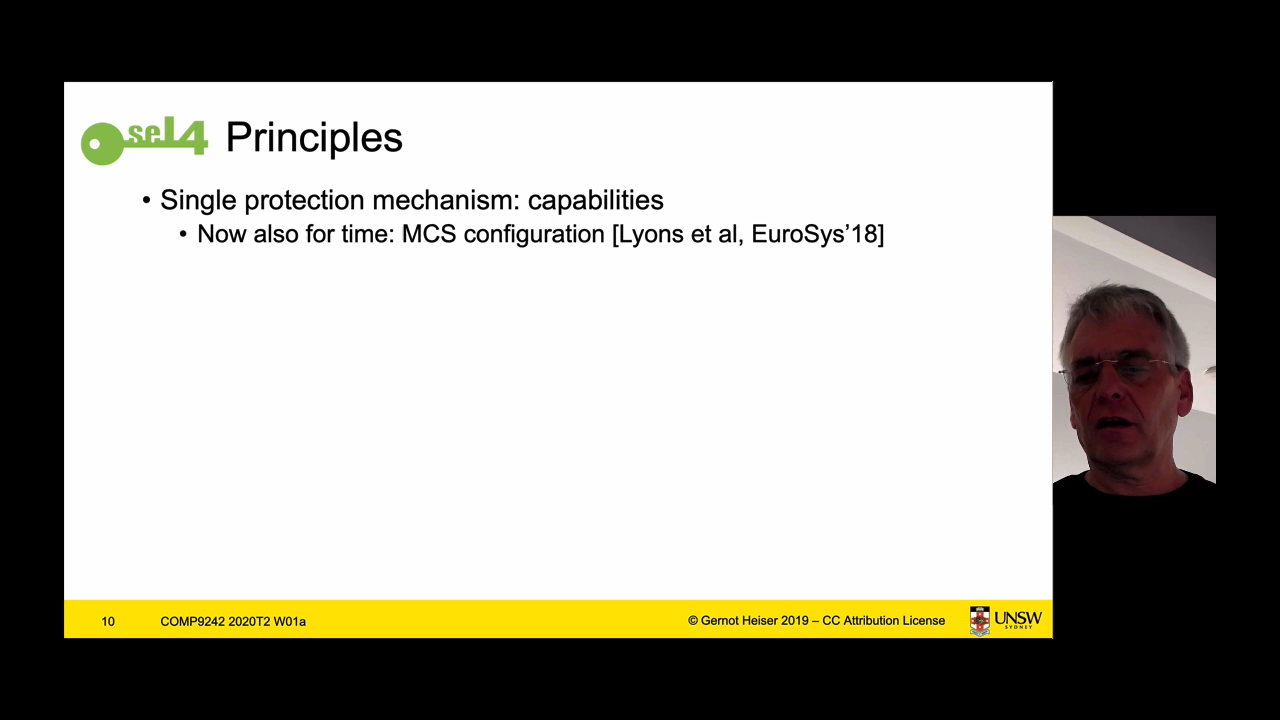 seL4 Principles
• Single protection mechanism: capabilities
• Now also for time: MCS configuration [Lyons et al, EuroSys’18]
10 COMP9242 2020T2 W01a © Gernot Heiser 2019 – CC Attribution License UNSW
SYDNEY